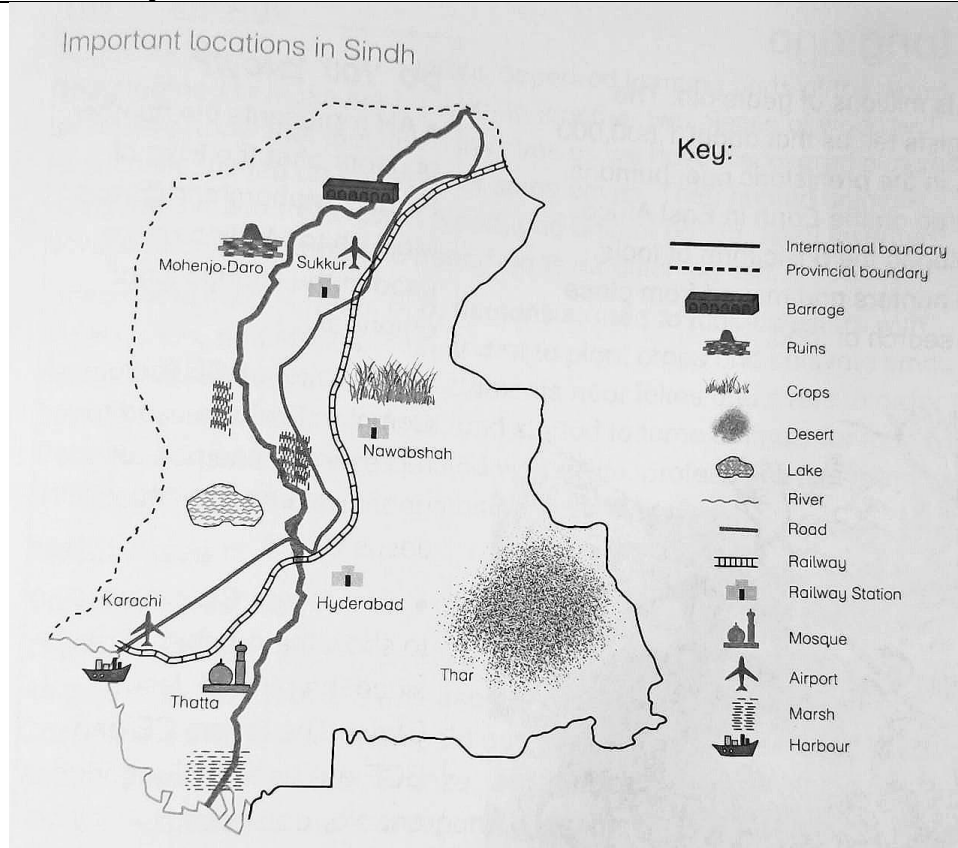 Important locations in Sindh
Key:
International boundary
Provincial boundary
Barrage
Ruins
Crops
Desert
Lake
River
Road
Railway
Railway Station
Mosque
Airport
Marsh
Harbour
Mohenjo-Daro
Sukkur
Nawabshah
Karachi
Hyderabad
Thatta
Thar